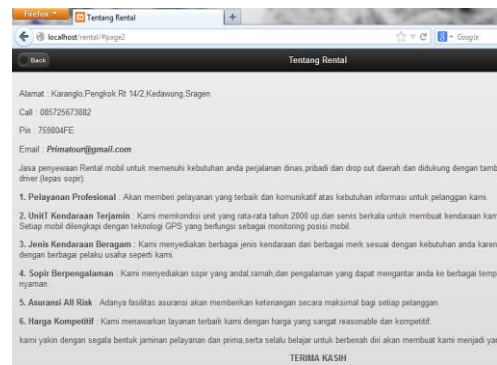 Firefox
Tentang Rental
+
localhost/rental/#page2
Google
Back
Tentang Rental
Alamat : Karanglo,Pengkok Rt 14/2,Kedawung,Sragen
Call : 085725673882
Pin : 759804FE
Email : Primatour@gmail.com
Jasa penyewaan Rental mobil untuk memenuhi kebutuhan anda perjalanan dinas,pribadi dan drop out daerah.dan didukung dengan tamb
driver (lepas sopir).
1. Pelayanan Profesional : Akan memberi pelayanan yang terbaik dan komunikatif atas kebutuhan informasi untuk pelanggan kami.
2. UnitT Kendaraan Terjamin : Kami memkondisi unit yang rata-rata tahun 2000 up,dan servis berkala untuk membuat kendaraan kam
Setiap mobil dilengkapi dengan teknologi GPS yang berfungsi sebagai monitoring posisi mobil.
3. Jenis Kendaraan Beragam : Kami menyediakan berbagai jenis kendaraan dari berbagai merk sesuai dengan kebutuhan anda karen
dengan berbagai pelaku usaha seperti kami.
4. Sopir Berpengalaman : Kami menyediakan sopir yang andal,ramah,dan pengalaman yang dapat mengantar anda ke berbagai temp
nyaman.
5. Asuransi All Risk : Adanya fasilitas asuransi akan memberikan ketenangan secara maksimal bagi setiap pelanggan.
6. Harga Kompetitif : Kami menawarkan layanan terbaik kami dengan harga yang sangat reasonable dan kompetitif.
kami yakin dengan segala bentuk jaminan pelayanan dan prima,serta selalu belajar untuk berbenah diri akan membuat kami menjadi yan
TERIMA KASIH